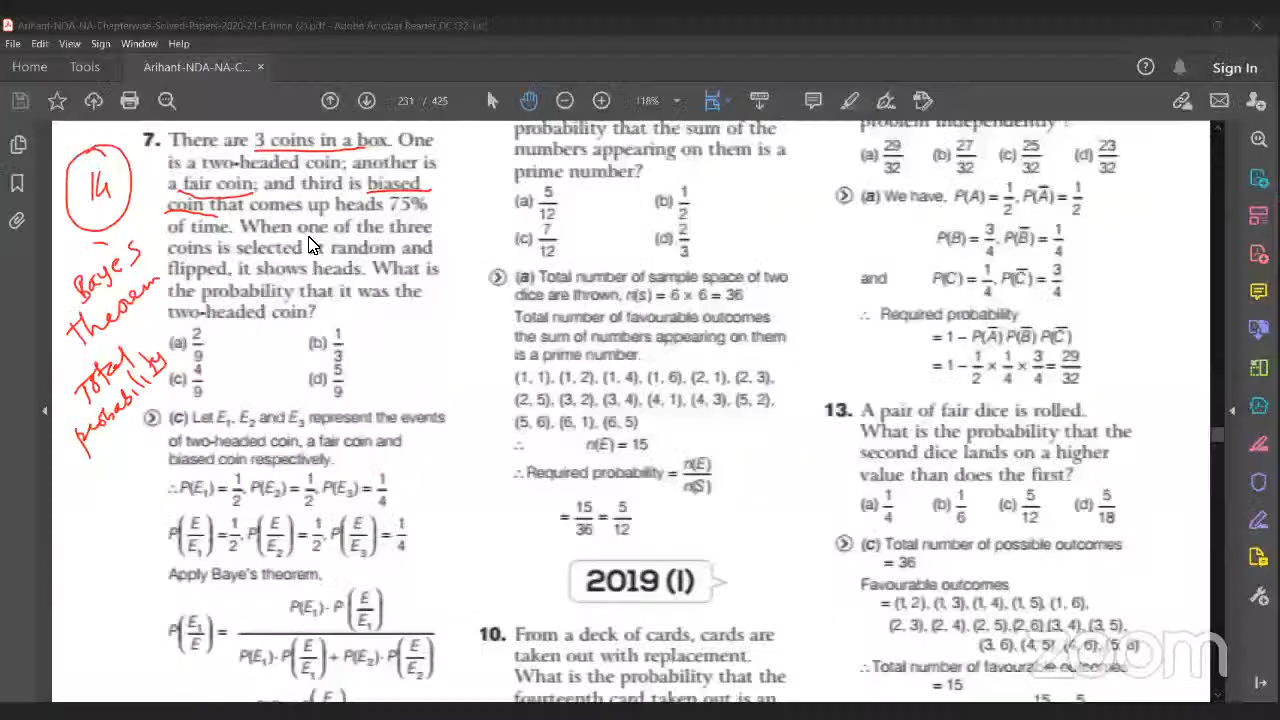 Arihant-NDA-NA-Chapterwise-Solved-Papers-2020-21-Edition (2).pdf - Adobe Acrobat Reader DC (32-bit)
File Edit View Sign Window Help
Home Tools Arihant-NDA-NA-C... × Sign In
231 / 425 118%
14
Baye's
theorem
Total
probability
7. There are 3 coins in a box. One
is a two-headed coin; another is
a fair coin; and third is biased
coin that comes up heads 75%
of time. When one of the three
coins is selected at random and
flipped, it shows heads. What is
the probability that it was the
two-headed coin?
(a) 2/9 (b) 1/3
(c) 4/9 (d) 5/9
(c) Let E₁, E₂ and E₃ represent the events
of two-headed coin, a fair coin and
biased coin respectively.
∴P(E₁) = 1/2, P(E₂) = 1/2, P(E₃) = 1/4
P(E/E₁) = 1/2, P(E/E₂) = 1/2, P(E/E₃) = 1/4
Apply Baye's theorem,
P(E₁/E) = P(E₁)·P(E/E₁) / P(E₁)·P(E/E₁) + P(E₂)·P(E/E₂)
probability that the sum of the
numbers appearing on them is a
prime number?
(a) 5/12 (b) 1/2
(c) 7/12 (d) 2/3
(a) Total number of sample space of two
dice are thrown, n(s) = 6 × 6 = 36
Total number of favourable outcomes
the sum of numbers appearing on them
is a prime number.
(1, 1), (1, 2), (1, 4), (1, 6), (2, 1), (2, 3),
(2, 5), (3, 2), (3, 4), (4, 1), (4, 3), (5, 2),
(5, 6), (6, 1), (6, 5)
∴ n(E) = 15
∴ Required probability = n(E)/n(S)
= 15/36 = 5/12
2019 (I)
10. From a deck of cards, cards are
taken out with replacement.
What is the probability that the
fourteenth card taken out is an
problem independently?
(a) 29/32 (b) 27/32 (c) 25/32 (d) 23/32
(a) We have, P(A) = 1/2, P(A̅) = 1/2
P(B) = 3/4, P(B̅) = 1/4
and P(C) = 1/4, P(C̅) = 3/4
∴ Required probability
= 1 − P(A̅) P(B̅) P(C̅)
= 1 − 1/2 × 1/4 × 3/4 = 29/32
13. A pair of fair dice is rolled.
What is the probability that the
second dice lands on a higher
value than does the first?
(a) 1/4 (b) 1/6 (c) 5/12 (d) 5/18
(c) Total number of possible outcomes
= 36
Favourable outcomes
= (1, 2), (1, 3), (1, 4), (1, 5), (1, 6),
(2, 3), (2, 4), (2, 5), (2, 6) (3, 4), (3, 5),
(3, 6), (4, 5), (4, 6), (5, 6)
∴ Total number of favourable outcomes
= 15
zoom